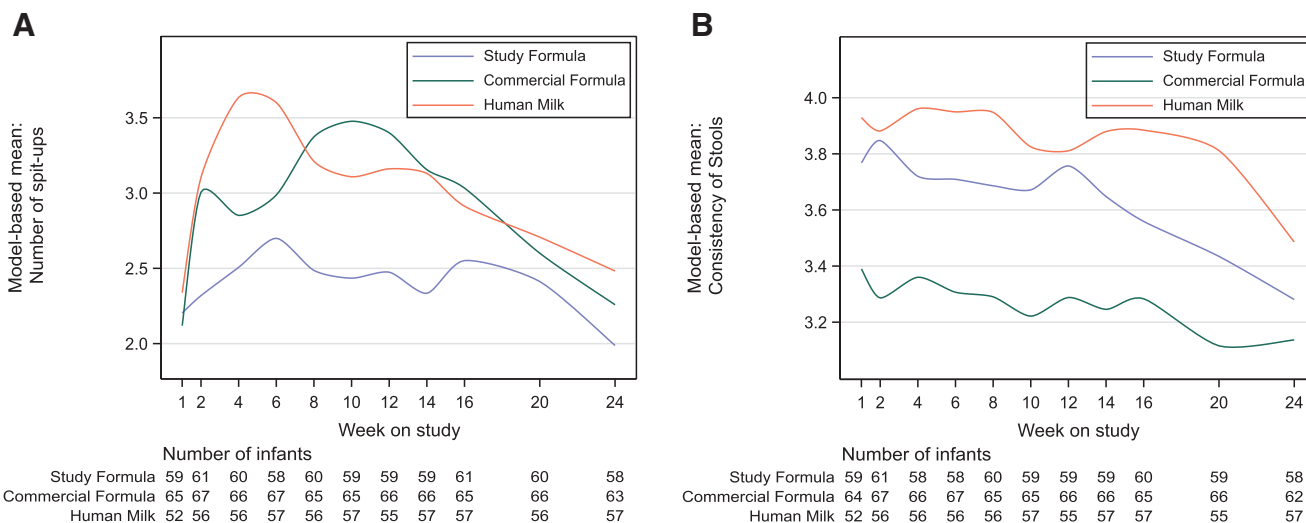 A
Model-based mean:
Number of spit-ups
3.5
3.0
2.5
2.0
Study Formula
Commercial Formula
Human Milk
1 2 4 6 8 10 12 14 16 20 24
Week on study
Number of infants
Study Formula 59 61 60 58 60 59 59 59 61 60 58
Commercial Formula 65 67 66 67 65 65 66 66 65 66 63
Human Milk 52 56 56 57 56 57 55 57 57 56 57
B
Model-based mean:
Consistency of Stools
4.0
3.8
3.6
3.4
3.2
Study Formula
Commercial Formula
Human Milk
1 2 4 6 8 10 12 14 16 20 24
Week on study
Number of infants
Study Formula 59 61 58 58 60 59 59 59 60 59 58
Commercial Formula 64 67 66 67 65 65 66 66 65 66 62
Human Milk 52 56 56 56 56 57 55 57 57 55 57